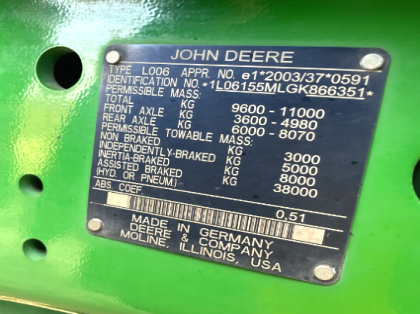 JOHN DEERE
TYPE L006 APPR. NO. e1*2003/37*0591
IDENTIFICATION NO. *1L06155MLGK866351*
PERMISSIBLE MASS:
TOTAL KG 9600-11000
FRONT AXLE KG 3600-4980
REAR AXLE KG 6000-8070
PERMISSIBLE TOWABLE MASS:
NON BRAKED KG 3000
INDEPENDENTLY-BRAKED KG 5000
INERTIA-BRAKED KG 8000
ASSISTED BRAKED KG 38000
(HYD. OR PNEUM.)
ABS. COEF. 0,51
MADE IN GERMANY
DEERE & COMPANY
MOLINE, ILLINOIS, USA